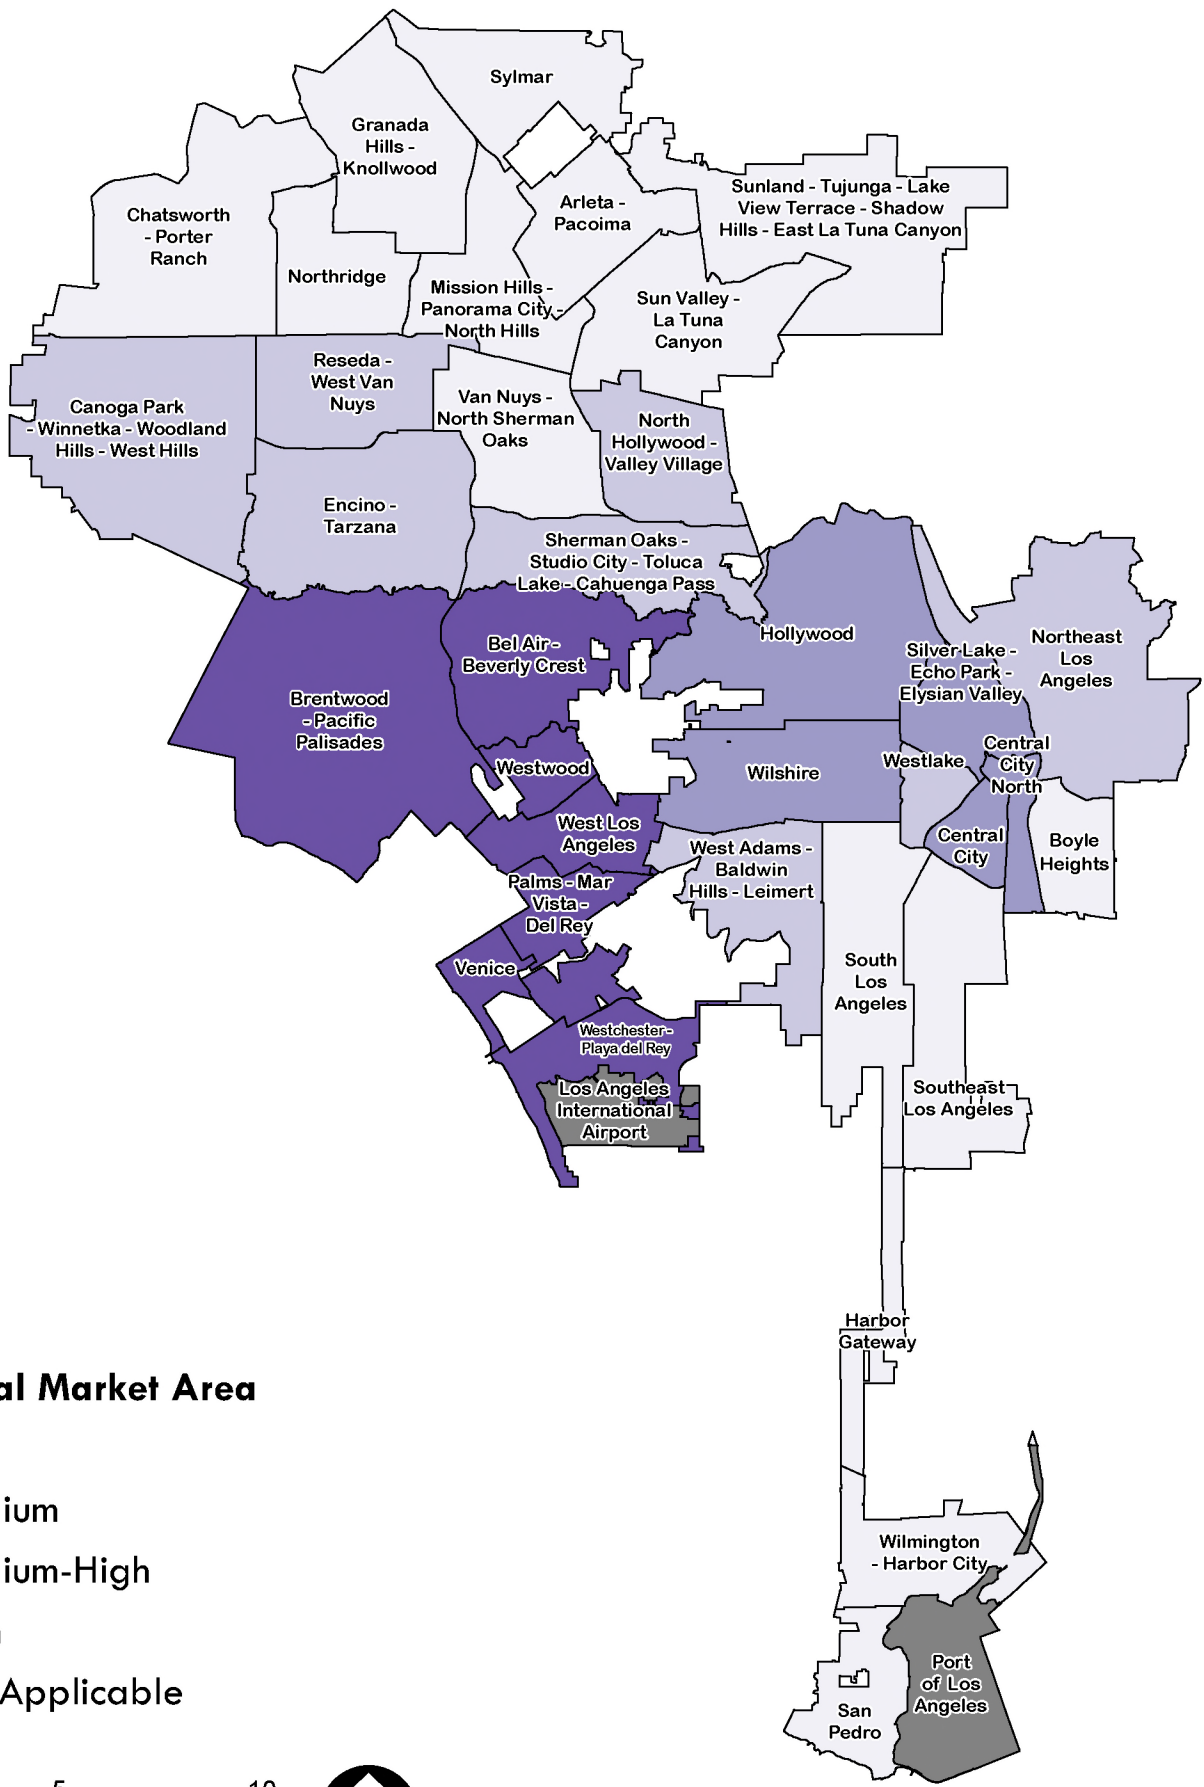 Sylmar
Granada
Hills -
Knollwood
Chatsworth
- Porter
Ranch
Northridge
Arleta -
Pacoima
Sunland - Tujunga - Lake
View Terrace - Shadow
Hills - East La Tuna Canyon
Mission Hills -
Panorama City -
North Hills
Sun Valley -
La Tuna
Canyon
Canoga Park
- Winnetka - Woodland
Hills - West Hills
Reseda -
West Van
Nuys
Van Nuys -
North Sherman
Oaks
North
Hollywood -
Valley Village
Encino -
Tarzana
Sherman Oaks -
Studio City - Toluca
Lake - Cahuenga Pass
Bel Air -
Beverly Crest
Hollywood
Silver Lake -
Echo Park -
Elysian Valley
Northeast
Los
Angeles
Brentwood
- Pacific
Palisades
Westwood
Wilshire
Westlake
Central
City
North
West Los
Angeles
Central
City
Boyle
Heights
West Adams -
Baldwin
Hills - Leimert
Palms - Mar
Vista -
Del Rey
Venice
South
Los
Angeles
Westchester -
Playa del Rey
Los Angeles
International
Airport
Southeast
Los Angeles
Harbor
Gateway
al Market Area
ium
ium-High
Applicable
Wilmington
- Harbor City
Port
of Los
Angeles
San
Pedro
5
10